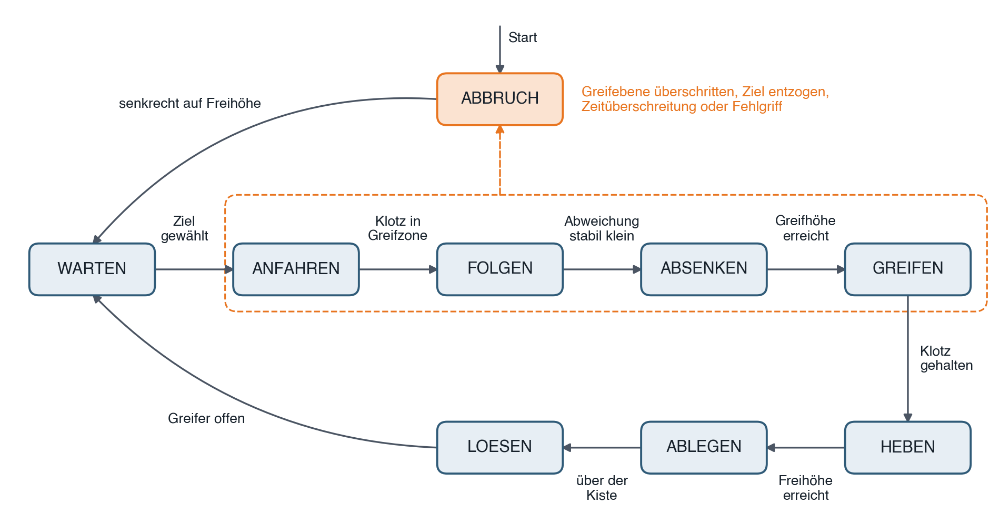 Start
ABBRUCH
Greifebene überschritten, Ziel entzogen,
Zeitüberschreitung oder Fehlgriff
senkrecht auf Freihöhe
Ziel
gewählt
Klotz in
Greifzone
Abweichung
stabil klein
Greifhöhe
erreicht
WARTEN
ANFAHREN
FOLGEN
ABSENKEN
GREIFEN
Klotz
gehalten
Greifer offen
LOESEN
ABLEGEN
HEBEN
über der
Kiste
Freihöhe
erreicht